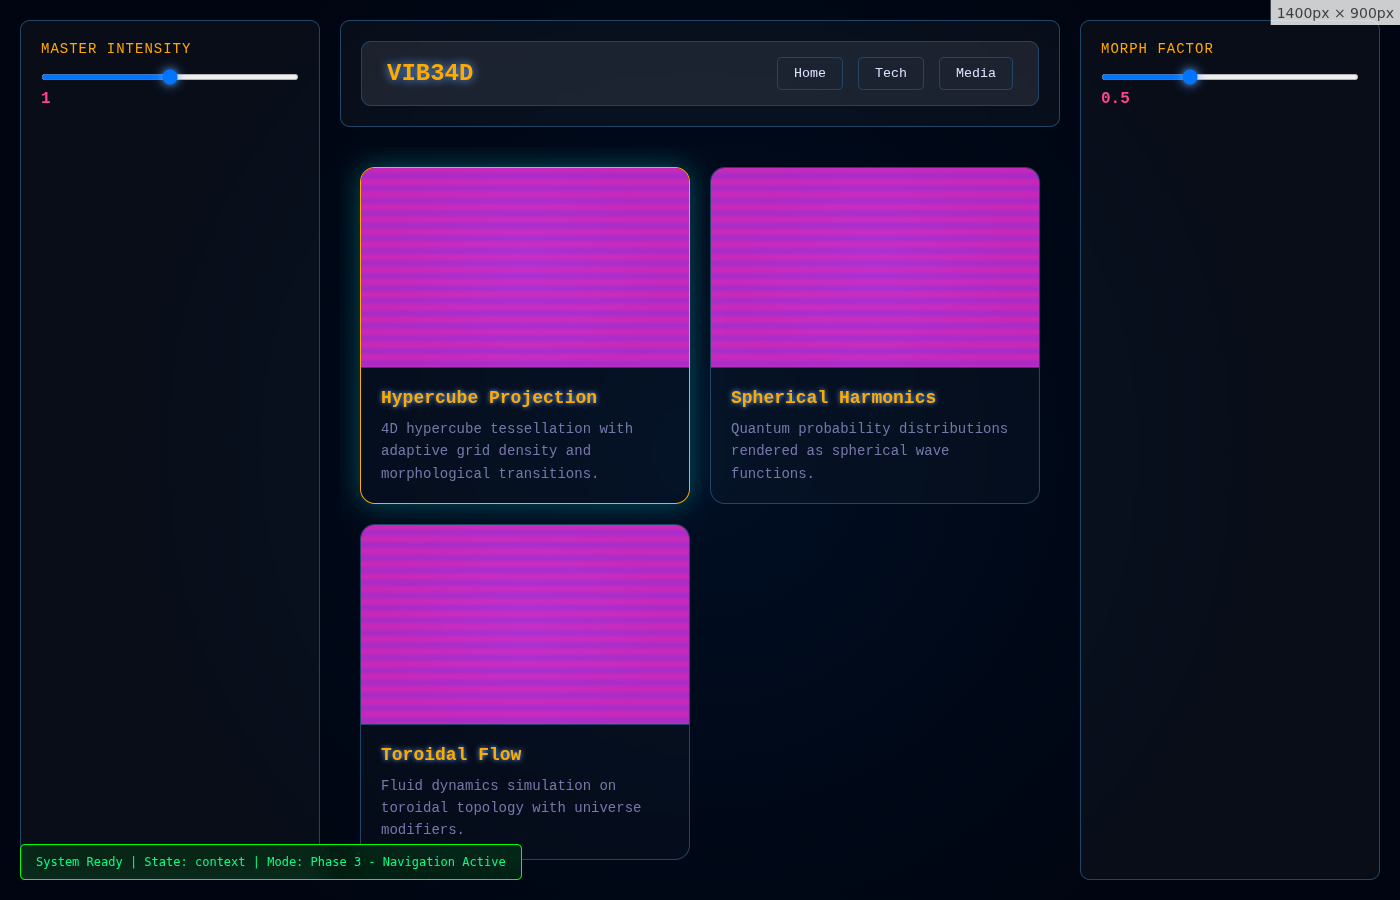 1400px × 900px
MASTER INTENSITY
1
VIB34D
Home
Tech
Media
MORPH FACTOR
0.5
Hypercube Projection
4D hypercube tessellation with
adaptive grid density and
morphological transitions.
Spherical Harmonics
Quantum probability distributions
rendered as spherical wave
functions.
Toroidal Flow
Fluid dynamics simulation on
toroidal topology with universe
modifiers.
System Ready | State: context | Mode: Phase 3 - Navigation Active